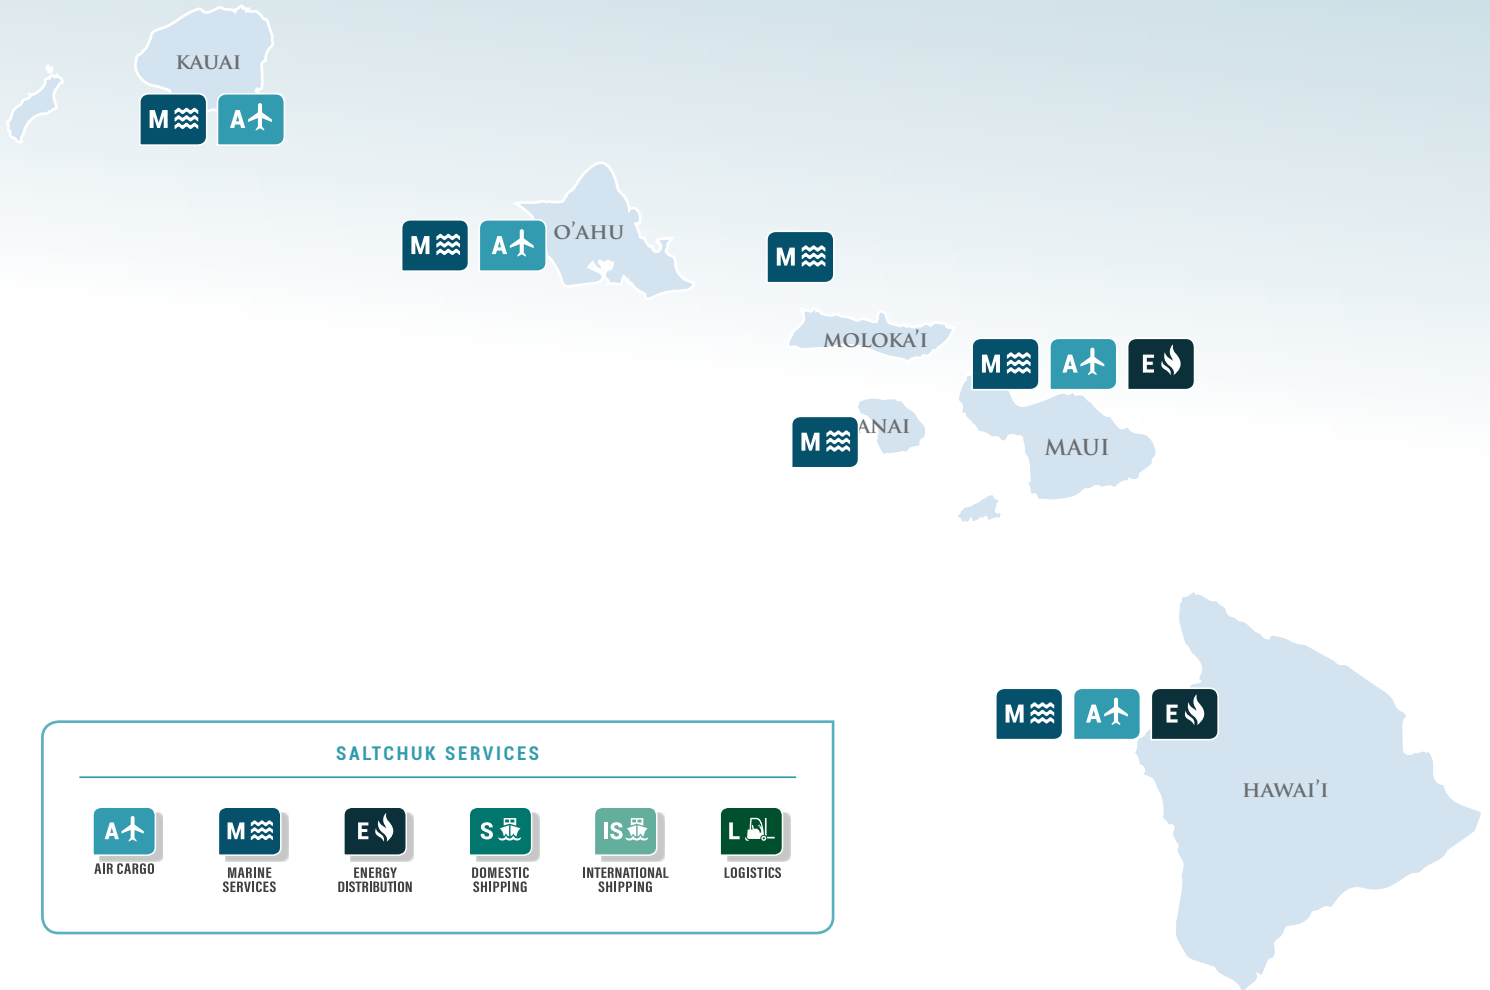 KAUAI
M A
M A O’AHU
M
MOLOKA’I
M A E
M ANAI
MAUI
M A E
HAWAI’I
SALTCHUK SERVICES
A M E S IS L
AIR CARGO
MARINE
SERVICES
ENERGY
DISTRIBUTION
DOMESTIC
SHIPPING
INTERNATIONAL
SHIPPING
LOGISTICS